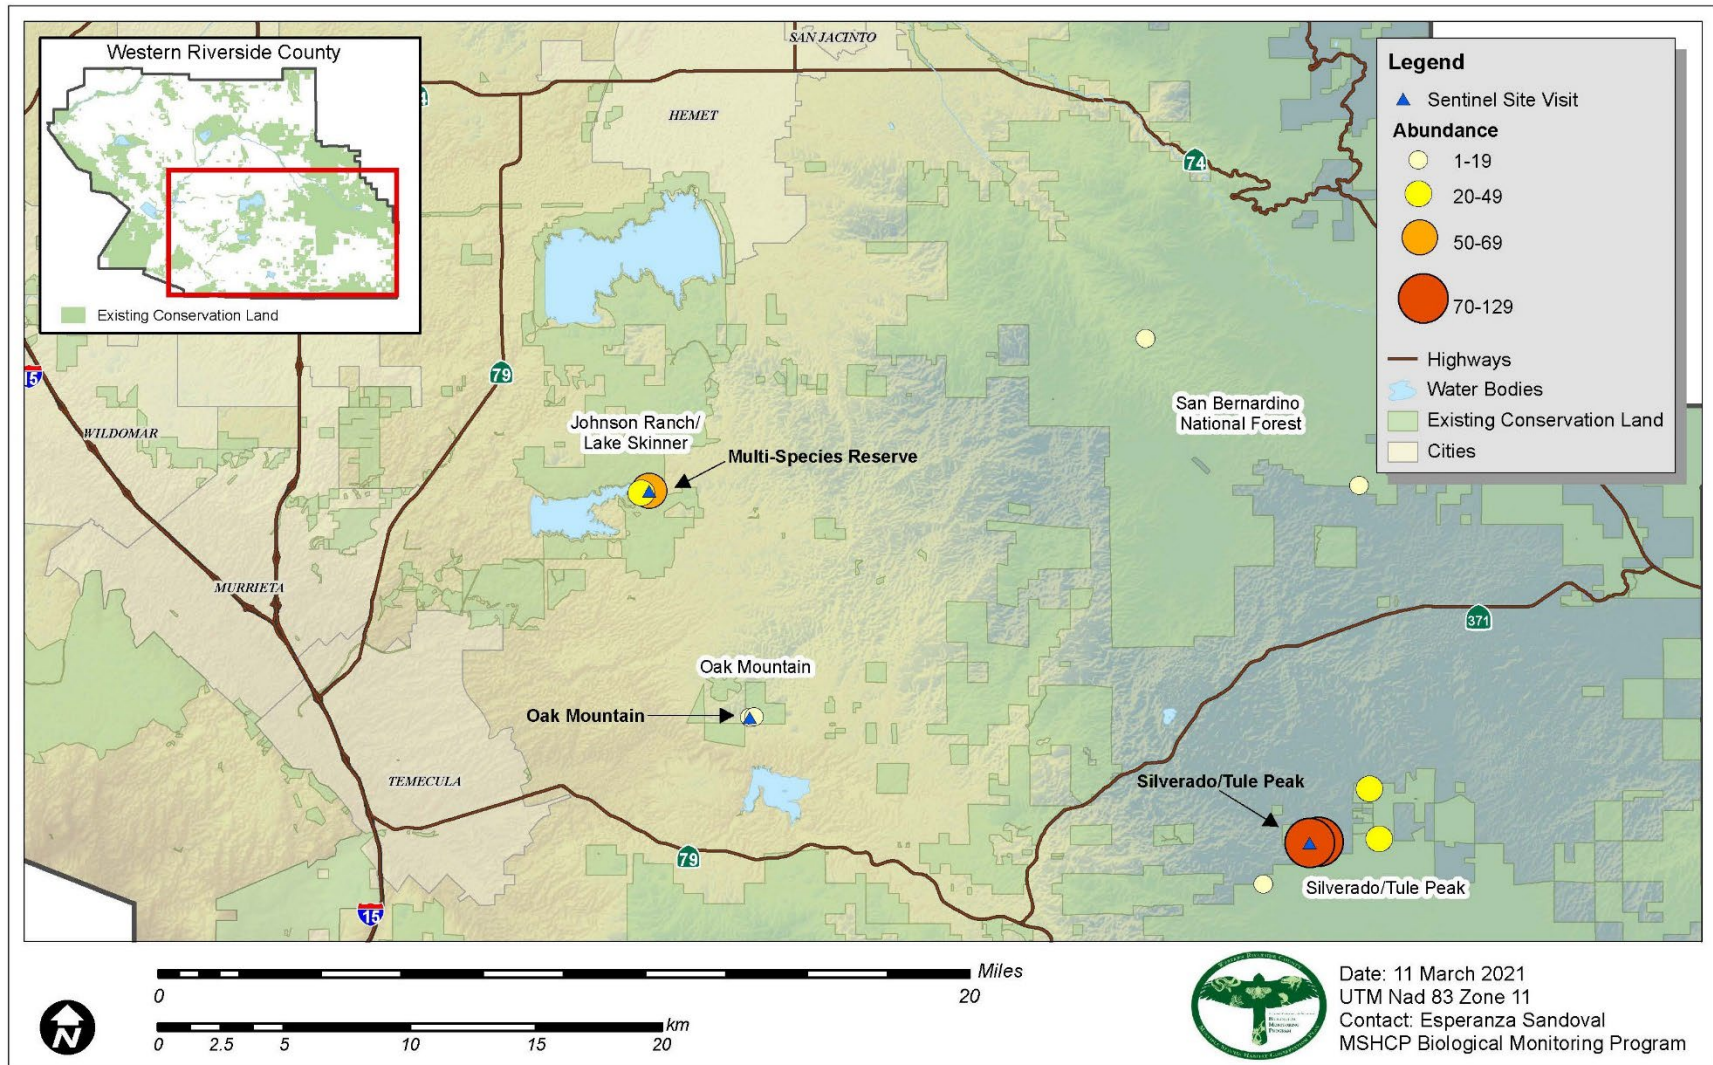 Western Riverside County
Existing Conservation Land
SAN JACINTO
HEMET
74
Legend
Sentinel Site Visit
Abundance
1-19
20-49
50-69
70-129
Highways
Water Bodies
Existing Conservation Land
Cities
15
79
WILDOMAR
Johnson Ranch/
Lake Skinner
Multi-Species Reserve
San Bernardino
National Forest
MURRIETA
371
Oak Mountain
Oak Mountain
TEMECULA
Silverado/Tule Peak
79
Silverado/Tule Peak
15
Miles
0
20
km
0
2.5
5
10
15
20
N
Date: 11 March 2021
UTM Nad 83 Zone 11
Contact: Esperanza Sandoval
MSHCP Biological Monitoring Program